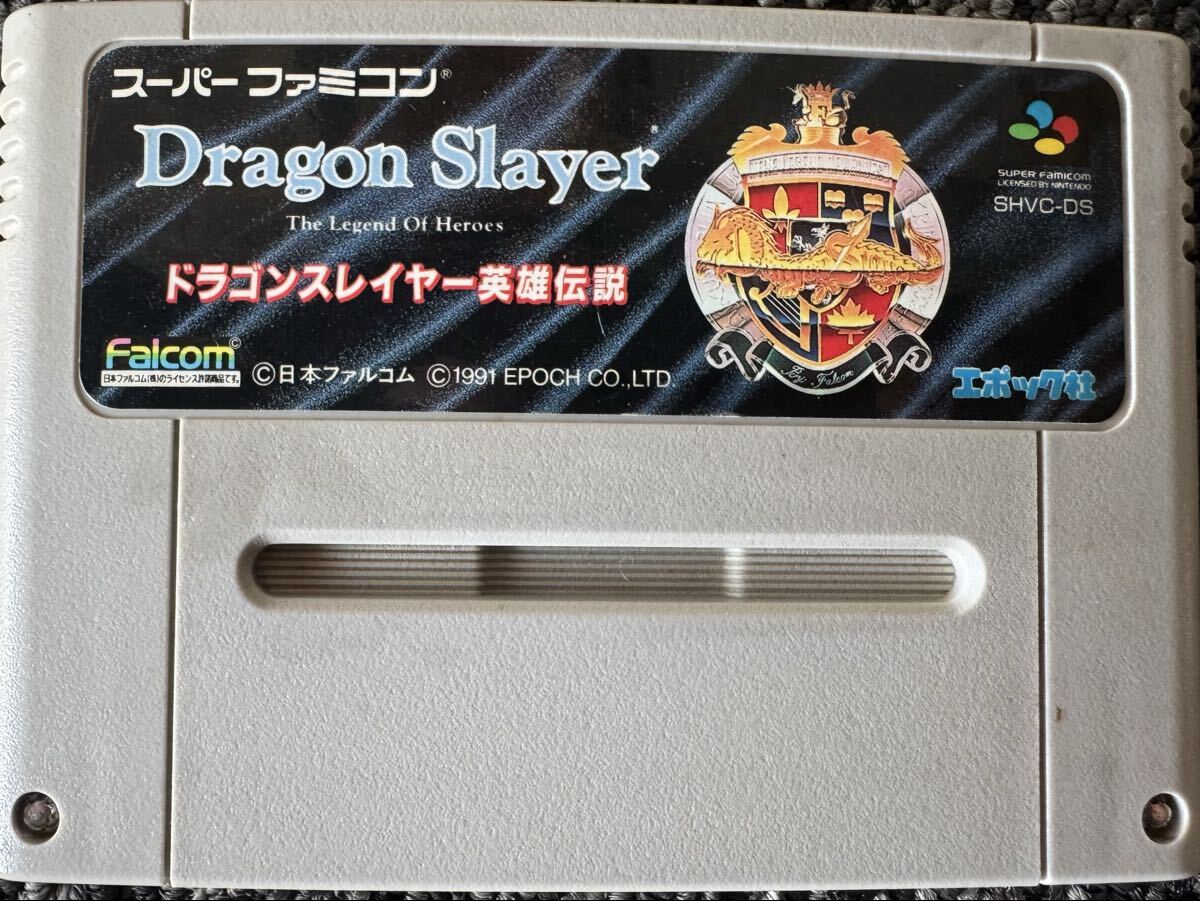 スーパーファミコン®
Dragon Slayer®
The Legend Of Heroes
ドラゴンスレイヤー英雄伝説
Falcom©
日本ファルコム(株)のライセンス許諾商品です。
©日本ファルコム ©1991 EPOCH CO.,LTD
SUPER FAMICOM
LICENSED BY NINTENDO
SHVC-DS
エポック社